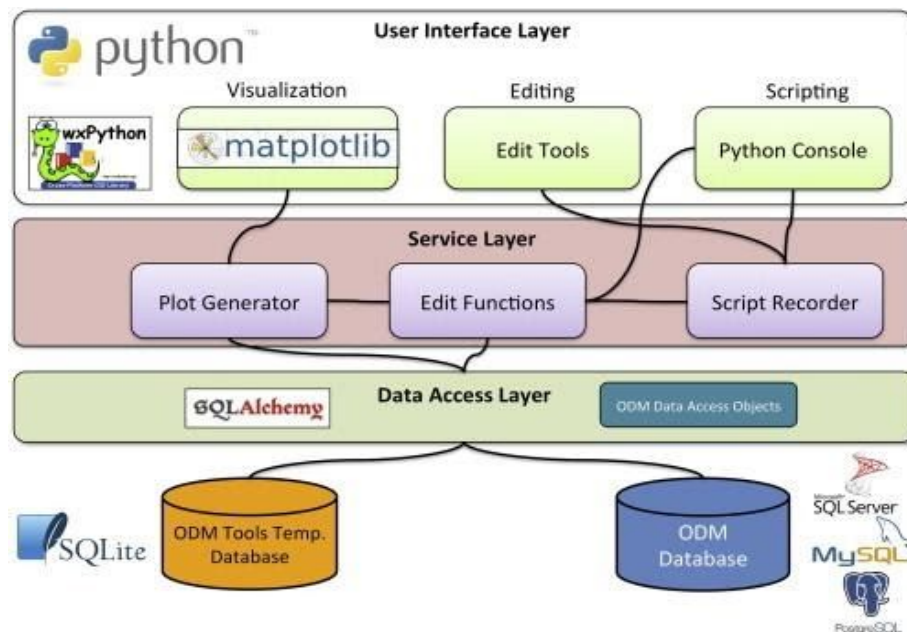 User Interface Layer
python™
Visualization
Editing
Scripting
wxPython
matplotlib
Edit Tools
Python Console
Service Layer
Plot Generator
Edit Functions
Script Recorder
Data Access Layer
SQLAlchemy
ODM Data Access Objects
SQLite
ODM Tools Temp.
Database
ODM
Database
Microsoft
SQL Server
MySQL
PostgreSQL